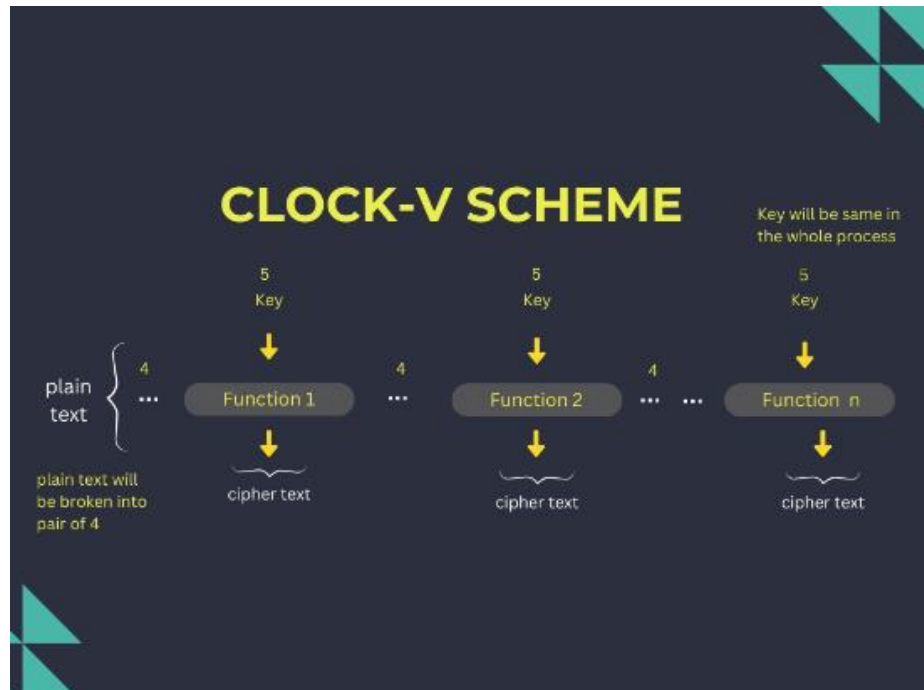 CLOCK-V SCHEME
Key will be same in
the whole process
5
Key
5
Key
5
Key
plain
text
4
...
Function 1
4
...
Function 2
4
... ...
Function n
cipher text
cipher text
cipher text
plain text will
be broken into
pair of 4